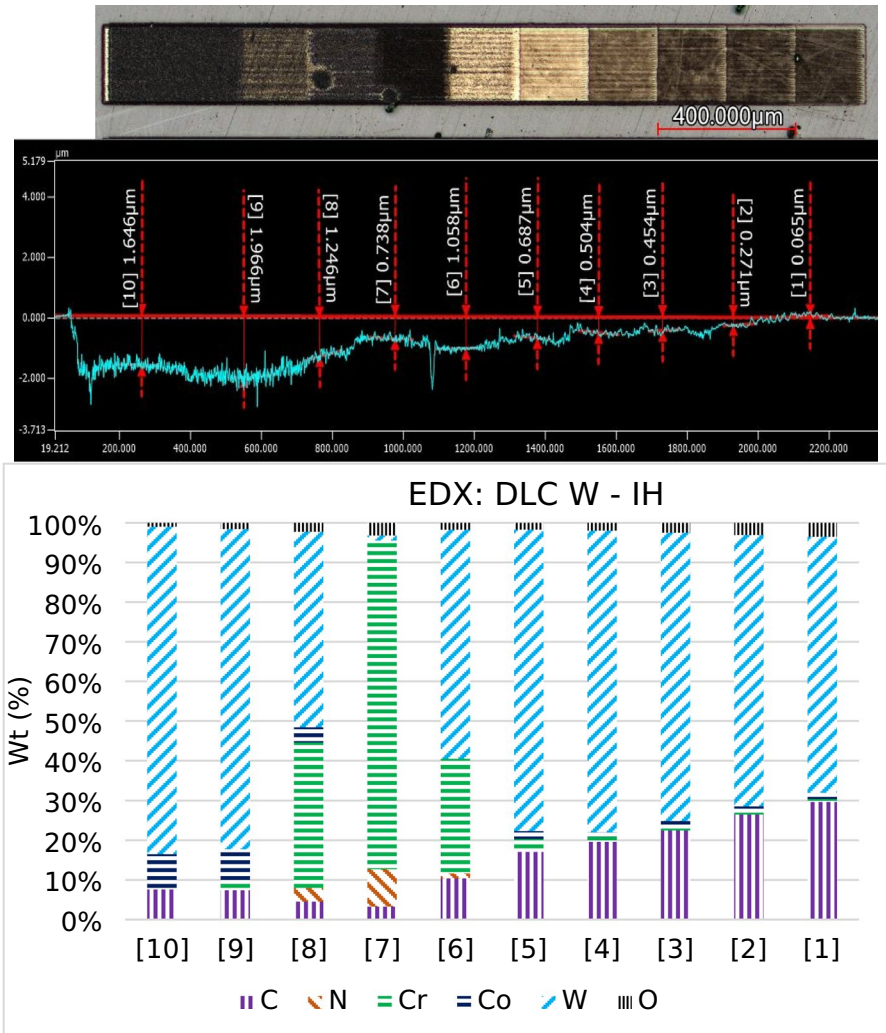 400.000µm
µm
5.179
4.000
2.000
0.000
-2.000
-3.713
[10] 1.646µm
[9] 1.966µm
[8] 1.246µm
[7] 0.738µm
[6] 1.058µm
[5] 0.687µm
[4] 0.504µm
[3] 0.454µm
[2] 0.271µm
[1] 0.065µm
19.212 200.000 400.000 600.000 800.000 1000.000 1200.000 1400.000 1600.000 1800.000 2000.000 2200.000
EDX: DLC W - IH
Wt (%)
100%
90%
80%
70%
60%
50%
40%
30%
20%
10%
0%
[10] [9] [8] [7] [6] [5] [4] [3] [2] [1]
C N Cr Co W O